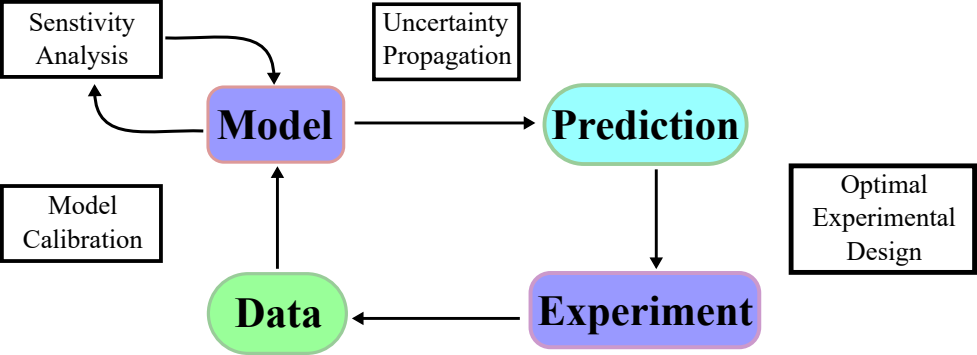 Senstivity
Analysis
Uncertainty
Propagation
Model
Prediction
Model
Calibration
Optimal
Experimental
Design
Data
Experiment